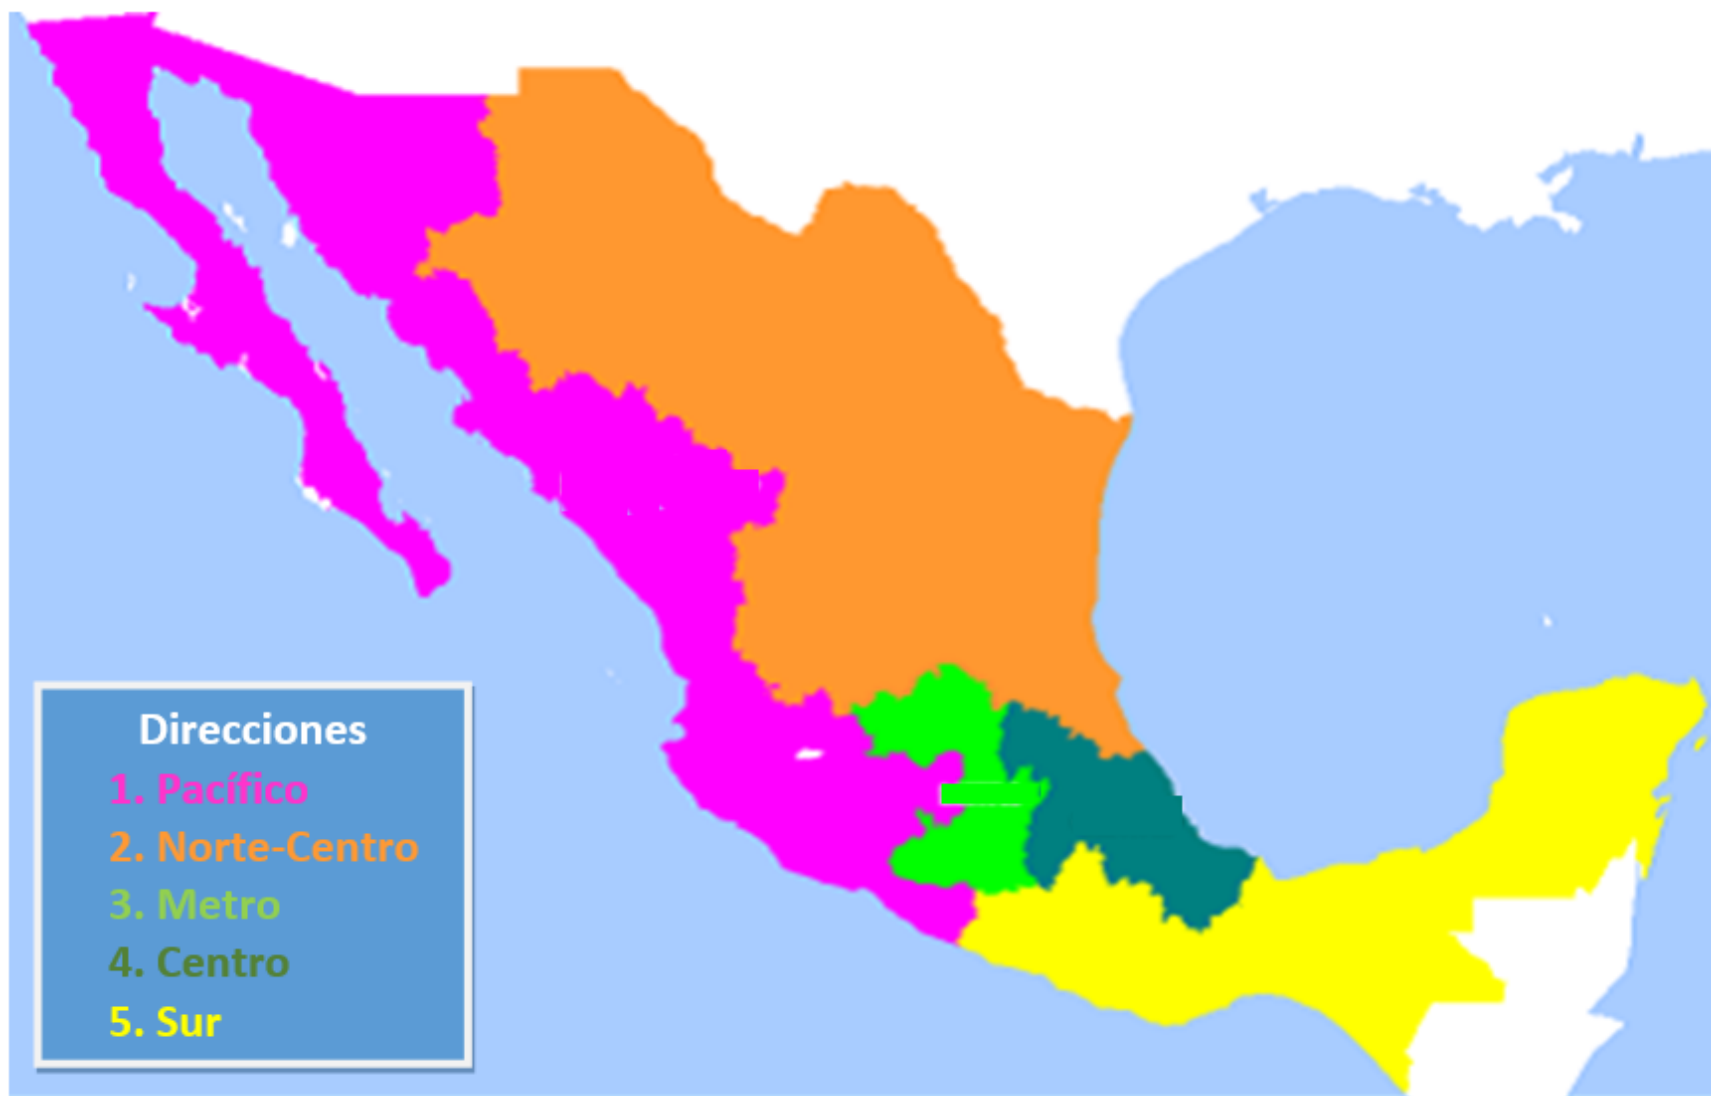 Direcciones
1. Pacífico
2. Norte-Centro
3. Metro
4. Centro
5. Sur